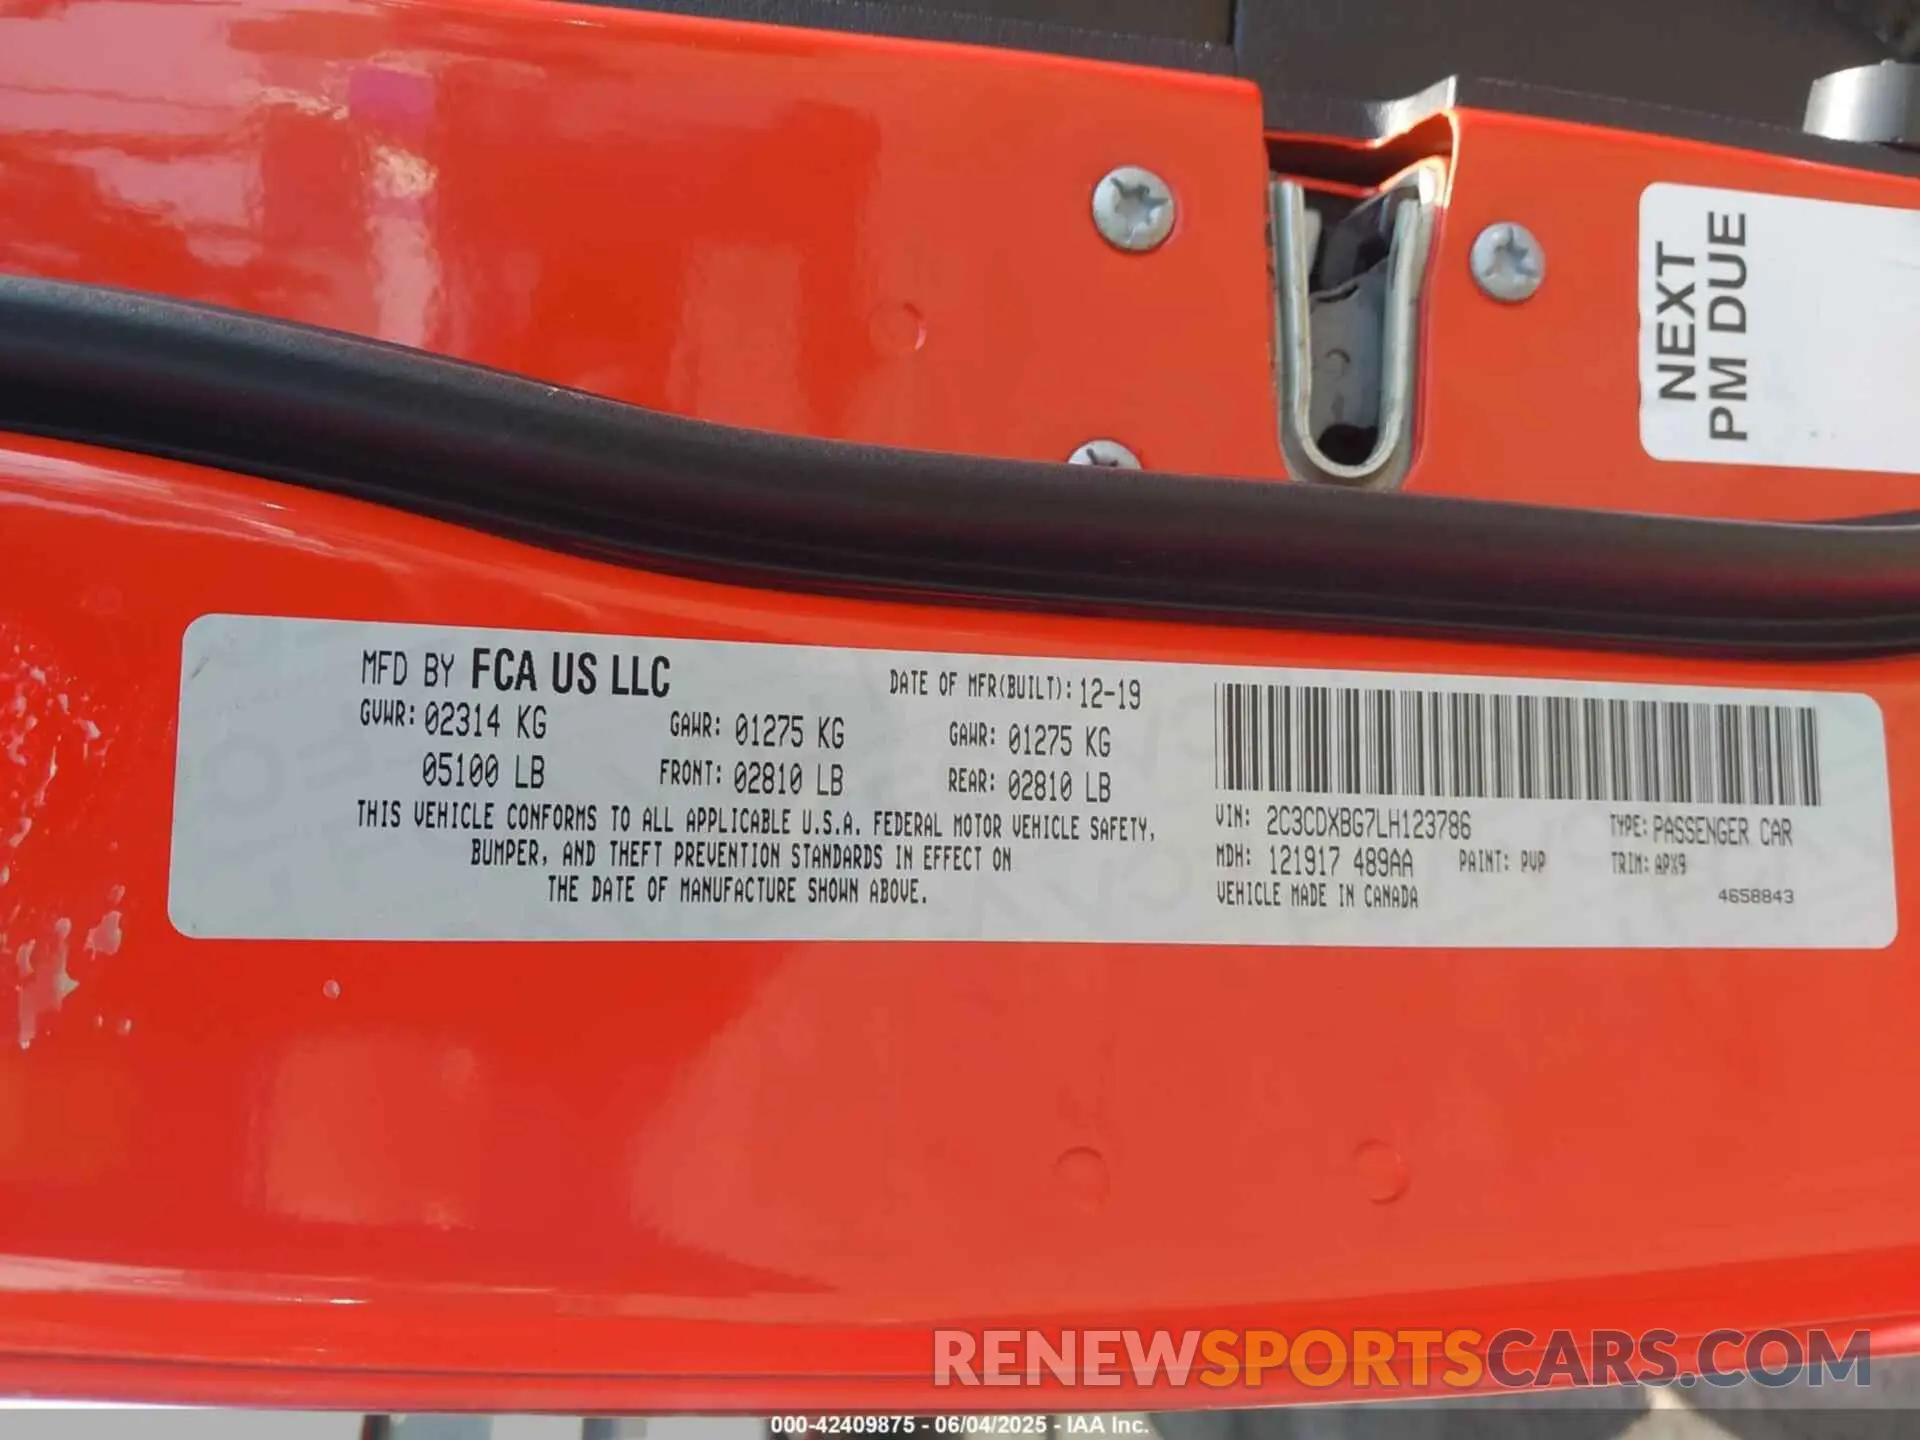 NEXT
PM DUE
MFD BY FCA US LLC
DATE OF MFR(BUILT): 12-19
GVWR: 02314 KG
GAWR: 01275 KG
GAWR: 01275 KG
05100 LB
FRONT: 02810 LB
REAR: 02810 LB
THIS VEHICLE CONFORMS TO ALL APPLICABLE U.S.A. FEDERAL MOTOR VEHICLE SAFETY,
BUMPER, AND THEFT PREVENTION STANDARDS IN EFFECT ON
THE DATE OF MANUFACTURE SHOWN ABOVE.
VIN: 2C3CDXBG7LH123786
TYPE: PASSENGER CAR
MDH: 121917 489AA
PAINT: PVP
TRIM: APX9
VEHICLE MADE IN CANADA
4658843
RENEWSPORTSCARS.COM
000-42409875 - 06/04/2025 - IAA Inc.